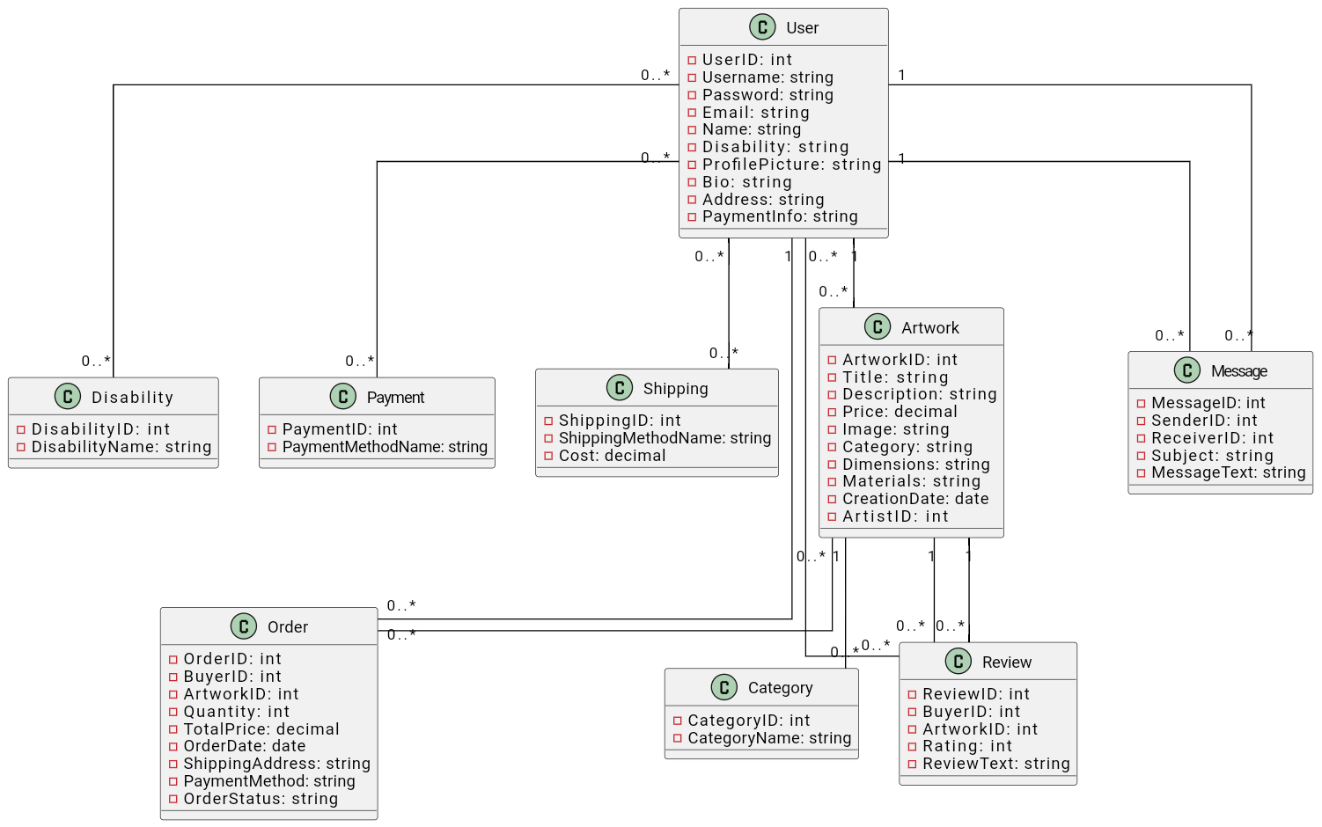 C User
UserID: int
Username: string
Password: string
Email: string
Name: string
Disability: string
ProfilePicture: string
Bio: string
Address: string
PaymentInfo: string
0..*
1
0..*
1
0..*
1
0..*
1
0..*
0..*
0..*
0..*
0..*
0..*
0..*
C Disability
DisabilityID: int
DisabilityName: string
C Payment
PaymentID: int
PaymentMethodName: string
C Shipping
ShippingID: int
ShippingMethodName: string
Cost: decimal
C Artwork
ArtworkID: int
Title: string
Description: string
Price: decimal
Image: string
Category: string
Dimensions: string
Materials: string
CreationDate: date
ArtistID: int
C Message
MessageID: int
SenderID: int
ReceiverID: int
Subject: string
MessageText: string
0..*
1
1
1
0..*
0..*
0..*
0..*
0..*
0..*
C Order
OrderID: int
BuyerID: int
ArtworkID: int
Quantity: int
TotalPrice: decimal
OrderDate: date
ShippingAddress: string
PaymentMethod: string
OrderStatus: string
C Category
CategoryID: int
CategoryName: string
C Review
ReviewID: int
BuyerID: int
ArtworkID: int
Rating: int
ReviewText: string